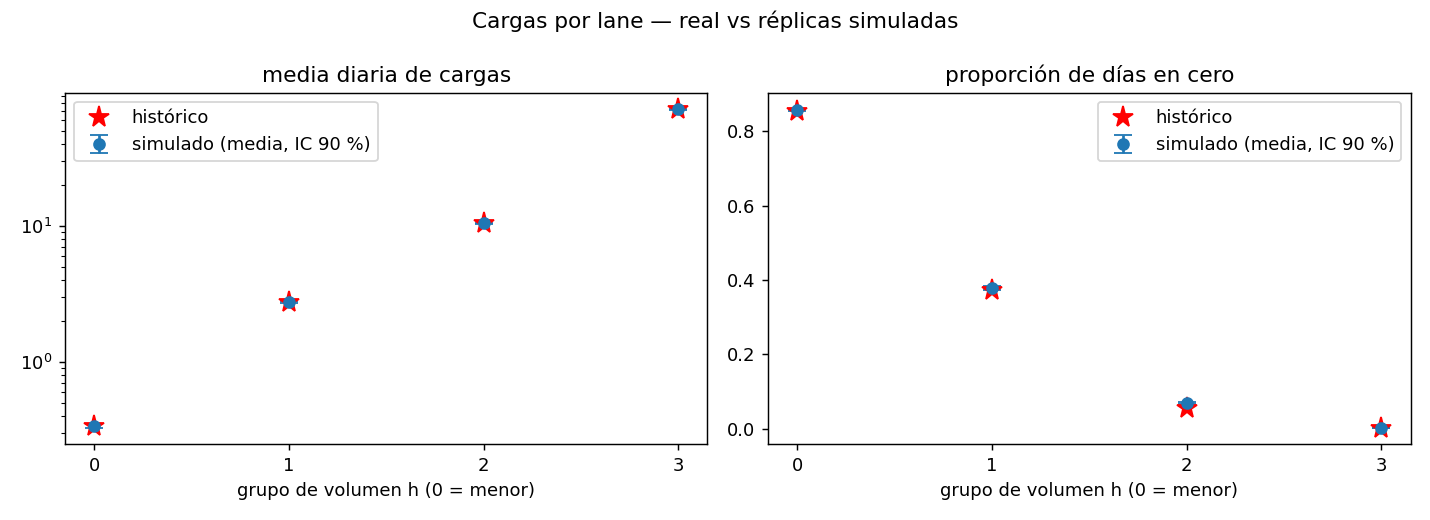 Cargas por lane — real vs réplicas simuladas
media diaria de cargas
histórico
simulado (media, IC 90 %)
10¹
10⁰
0 1 2 3
grupo de volumen h (0 = menor)
proporción de días en cero
histórico
simulado (media, IC 90 %)
0.8
0.6
0.4
0.2
0.0
0 1 2 3
grupo de volumen h (0 = menor)